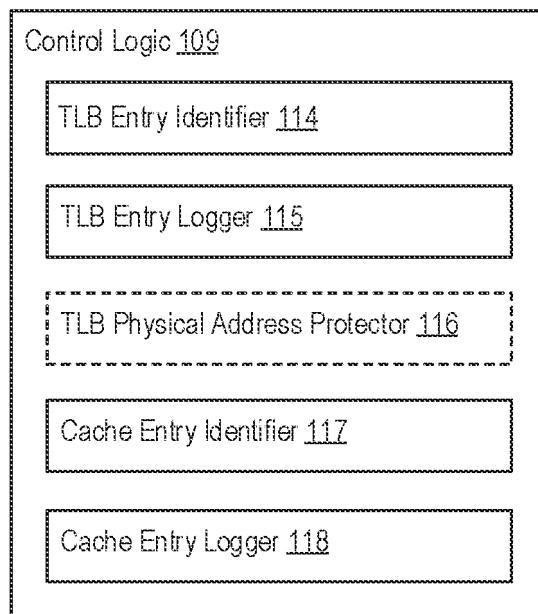 Control Logic 109
TLB Entry Identifier 114
TLB Entry Logger 115
TLB Physical Address Protector 116
Cache Entry Identifier 117
Cache Entry Logger 118